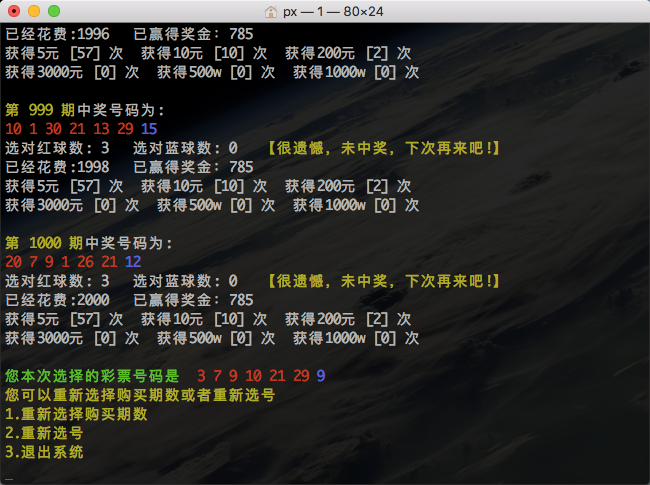 px — 1 — 80×24
已经花费:1996 已赢得奖金: 785
获得5元 [57] 次 获得10元 [10] 次 获得200元 [2] 次
获得3000元 [0] 次 获得500w [0] 次 获得1000w [0] 次
第 999 期中奖号码为:
10 1 30 21 13 29 15
选对红球数: 3 选对蓝球数: 0 【很遗憾, 未中奖, 下次再来吧!】
已经花费:1998 已赢得奖金: 785
获得5元 [57] 次 获得10元 [10] 次 获得200元 [2] 次
获得3000元 [0] 次 获得500w [0] 次 获得1000w [0] 次
第 1000 期中奖号码为:
20 7 9 1 26 21 12
选对红球数: 3 选对蓝球数: 0 【很遗憾, 未中奖, 下次再来吧!】
已经花费:2000 已赢得奖金: 785
获得5元 [57] 次 获得10元 [10] 次 获得200元 [2] 次
获得3000元 [0] 次 获得500w [0] 次 获得1000w [0] 次
您本次选择的彩票号码是 3 7 9 10 21 29 9
您可以重新选择购买期数或者重新选号
1.重新选择购买期数
2.重新选号
3.退出系统